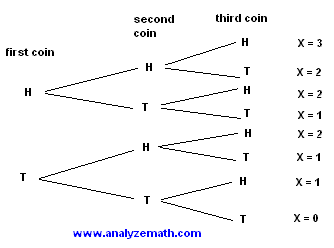 second coin
third coin
first coin
H X = 3
H
T X = 2
H
H X = 2
T
T X = 1
H X = 2
H
T X = 1
T
H X = 1
T
T X = 0
www.analyzemath.com